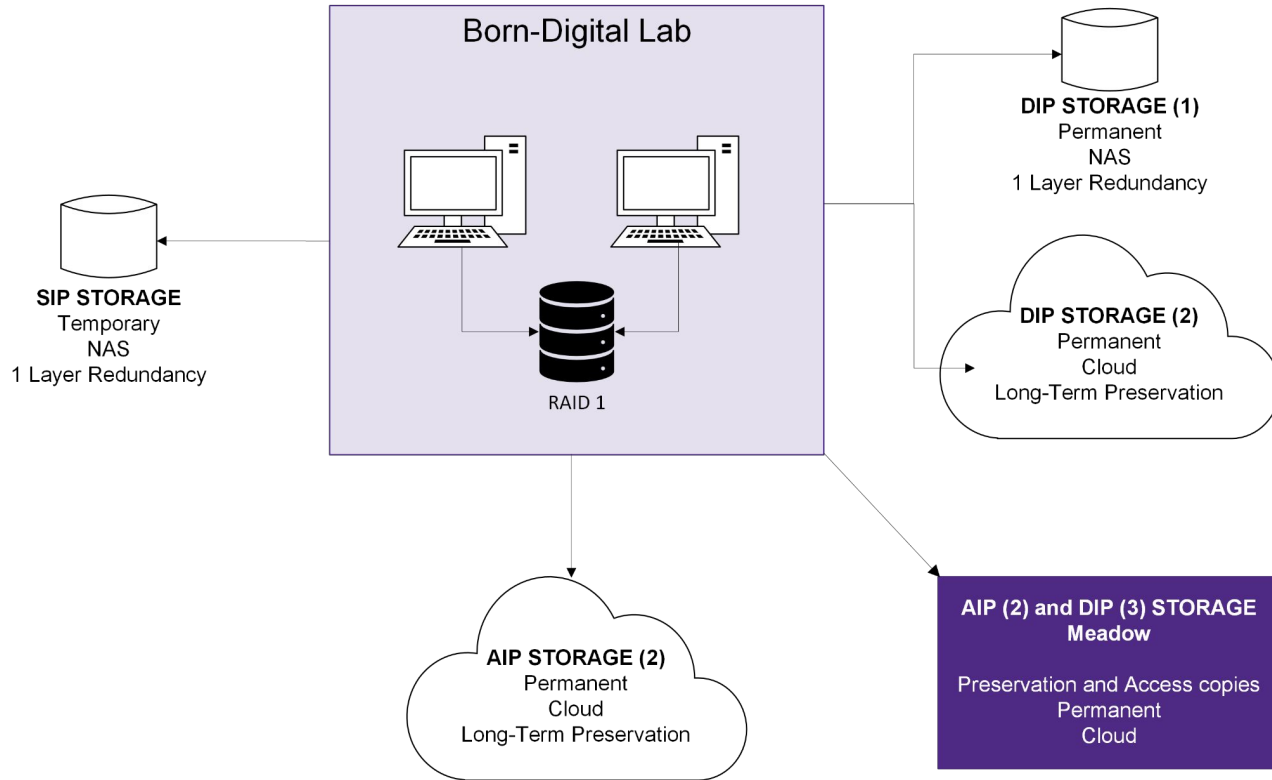 Born-Digital Lab
RAID 1
SIP STORAGE
Temporary
NAS
1 Layer Redundancy
DIP STORAGE (1)
Permanent
NAS
1 Layer Redundancy
DIP STORAGE (2)
Permanent
Cloud
Long-Term Preservation
AIP STORAGE (2)
Permanent
Cloud
Long-Term Preservation
AIP (2) and DIP (3) STORAGE
Meadow
Preservation and Access copies
Permanent
Cloud